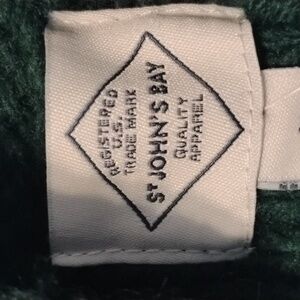 REGISTERED
U.S.
TRADE MARK
ST JOHN'S BAY
QUALITY
APPAREL